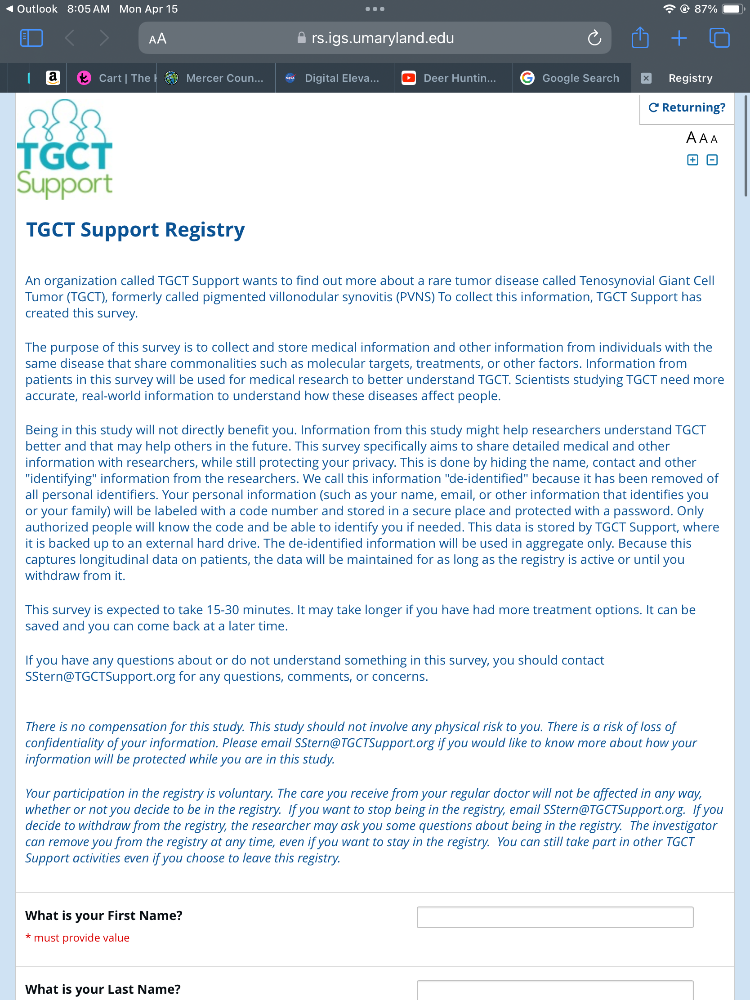 Outlook 8:05 AM Mon Apr 15 87%
AA rs.igs.umaryland.edu
a Cart | The Mercer Coun... NASA Digital Eleva... Deer Huntin... Google Search Registry
TGCT
Support
Returning?
A A A
TGCT Support Registry
An organization called TGCT Support wants to find out more about a rare tumor disease called Tenosynovial Giant Cell
Tumor (TGCT), formerly called pigmented villonodular synovitis (PVNS) To collect this information, TGCT Support has
created this survey.
The purpose of this survey is to collect and store medical information and other information from individuals with the
same disease that share commonalities such as molecular targets, treatments, or other factors. Information from
patients in this survey will be used for medical research to better understand TGCT. Scientists studying TGCT need more
accurate, real-world information to understand how these diseases affect people.
Being in this study will not directly benefit you. Information from this study might help researchers understand TGCT
better and that may help others in the future. This survey specifically aims to share detailed medical and other
information with researchers, while still protecting your privacy. This is done by hiding the name, contact and other
"identifying" information from the researchers. We call this information "de-identified" because it has been removed of
all personal identifiers. Your personal information (such as your name, email, or other information that identifies you
or your family) will be labeled with a code number and stored in a secure place and protected with a password. Only
authorized people will know the code and be able to identify you if needed. This data is stored by TGCT Support, where
it is backed up to an external hard drive. The de-identified information will be used in aggregate only. Because this
captures longitudinal data on patients, the data will be maintained for as long as the registry is active or until you
withdraw from it.
This survey is expected to take 15-30 minutes. It may take longer if you have had more treatment options. It can be
saved and you can come back at a later time.
If you have any questions about or do not understand something in this survey, you should contact
SStern@TGCTSupport.org for any questions, comments, or concerns.
There is no compensation for this study. This study should not involve any physical risk to you. There is a risk of loss of
confidentiality of your information. Please email SStern@TGCTSupport.org if you would like to know more about how your
information will be protected while you are in this study.
Your participation in the registry is voluntary. The care you receive from your regular doctor will not be affected in any way,
whether or not you decide to be in the registry. If you want to stop being in the registry, email SStern@TGCTSupport.org. If you
decide to withdraw from the registry, the researcher may ask you some questions about being in the registry. The investigator
can remove you from the registry at any time, even if you want to stay in the registry. You can still take part in other TGCT
Support activities even if you choose to leave this registry.
What is your First Name?
* must provide value
What is your Last Name?